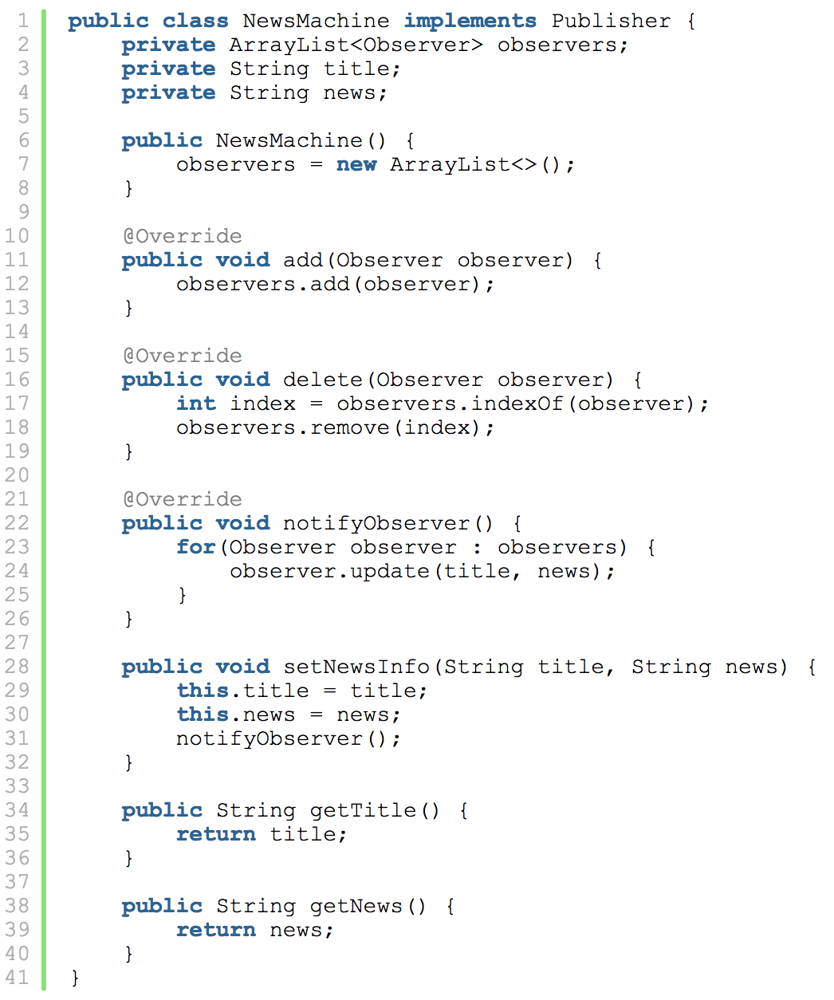 1 public class NewsMachine implements Publisher {
2     private ArrayList<Observer> observers;
3     private String title;
4     private String news;
5
6     public NewsMachine() {
7         observers = new ArrayList<>();
8     }
9
10     @Override
11     public void add(Observer observer) {
12         observers.add(observer);
13     }
14
15     @Override
16     public void delete(Observer observer) {
17         int index = observers.indexOf(observer);
18         observers.remove(index);
19     }
20
21     @Override
22     public void notifyObserver() {
23         for(Observer observer : observers) {
24             observer.update(title, news);
25         }
26     }
27
28     public void setNewsInfo(String title, String news) {
29         this.title = title;
30         this.news = news;
31         notifyObserver();
32     }
33
34     public String getTitle() {
35         return title;
36     }
37
38     public String getNews() {
39         return news;
40     }
41 }